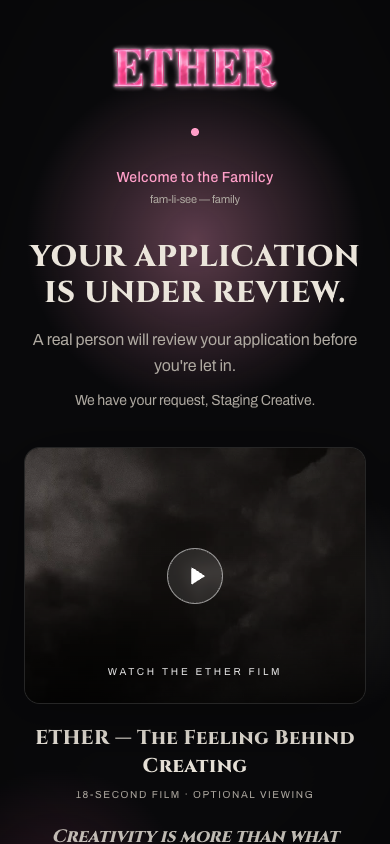 ETHER
Welcome to the Familcy
fam-li-see — family
YOUR APPLICATION
IS UNDER REVIEW.
A real person will review your application before
you're let in.
We have your request, Staging Creative.
WATCH THE ETHER FILM
ETHER — The Feeling Behind
Creating
18-SECOND FILM · OPTIONAL VIEWING
Creativity is more than what